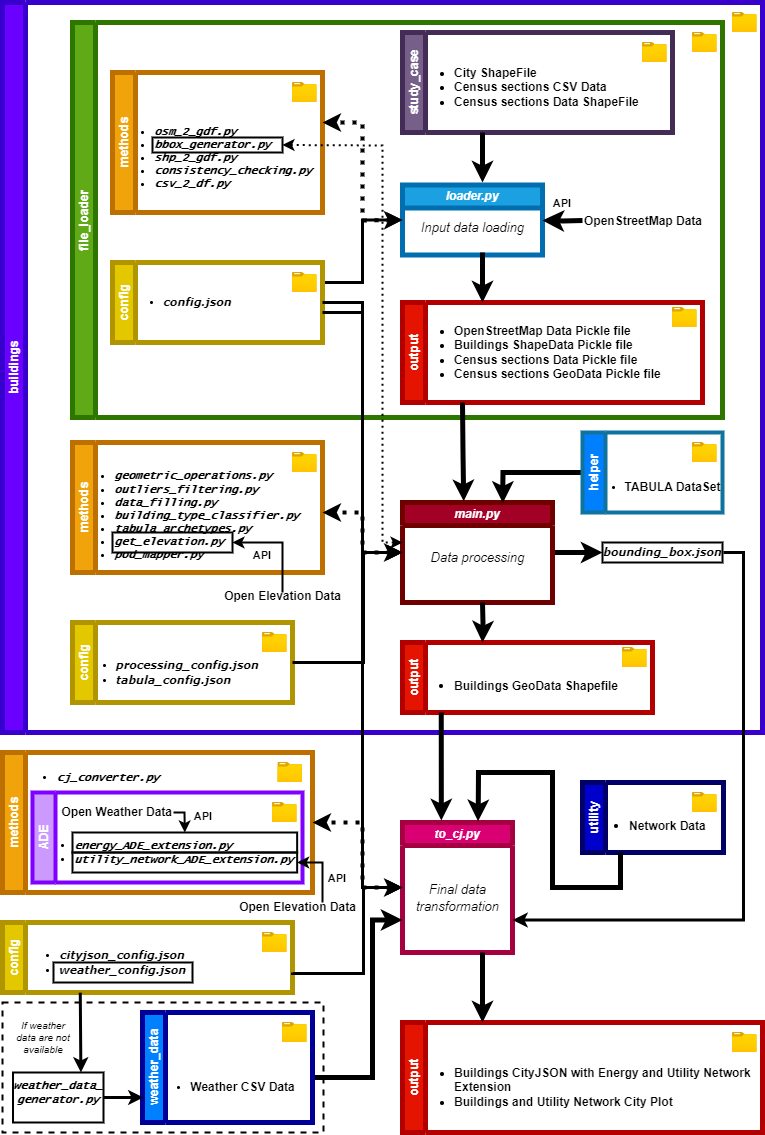 buildings
file_loader
study_case
• City ShapeFile
• Census sections CSV Data
• Census sections Data ShapeFile
methods
• osm_2_gdf.py
• bbox_generator.py
• shp_2_gdf.py
• consistency_checking.py
• csv_2_df.py
loader.py
Input data loading
API
OpenStreetMap Data
config
• config.json
output
• OpenStreetMap Data Pickle file
• Buildings ShapeData Pickle file
• Census sections Data Pickle file
• Census sections GeoData Pickle file
methods
• geometric_operations.py
• outliers_filtering.py
• data_filling.py
• building_type_classifier.py
• tabula_archetypes.py
• get_elevation.py
• pod_mapper.py
API
Open Elevation Data
helper
• TABULA DataSet
main.py
Data processing
bounding_box.json
config
• processing_config.json
• tabula_config.json
output
• Buildings GeoData Shapefile
methods
• cj_converter.py
ADE
Open Weather Data
API
• energy_ADE_extension.py
• utility_network_ADE_extension.py
API
Open Elevation Data
utility
• Network Data
to_cj.py
Final data
transformation
config
• cityjson_config.json
• weather_config.json
If weather
data are not
available
weather_data_
generator.py
weather_data
• Weather CSV Data
output
• Buildings CityJSON with Energy and Utility Network
Extension
• Buildings and Utility Network City Plot